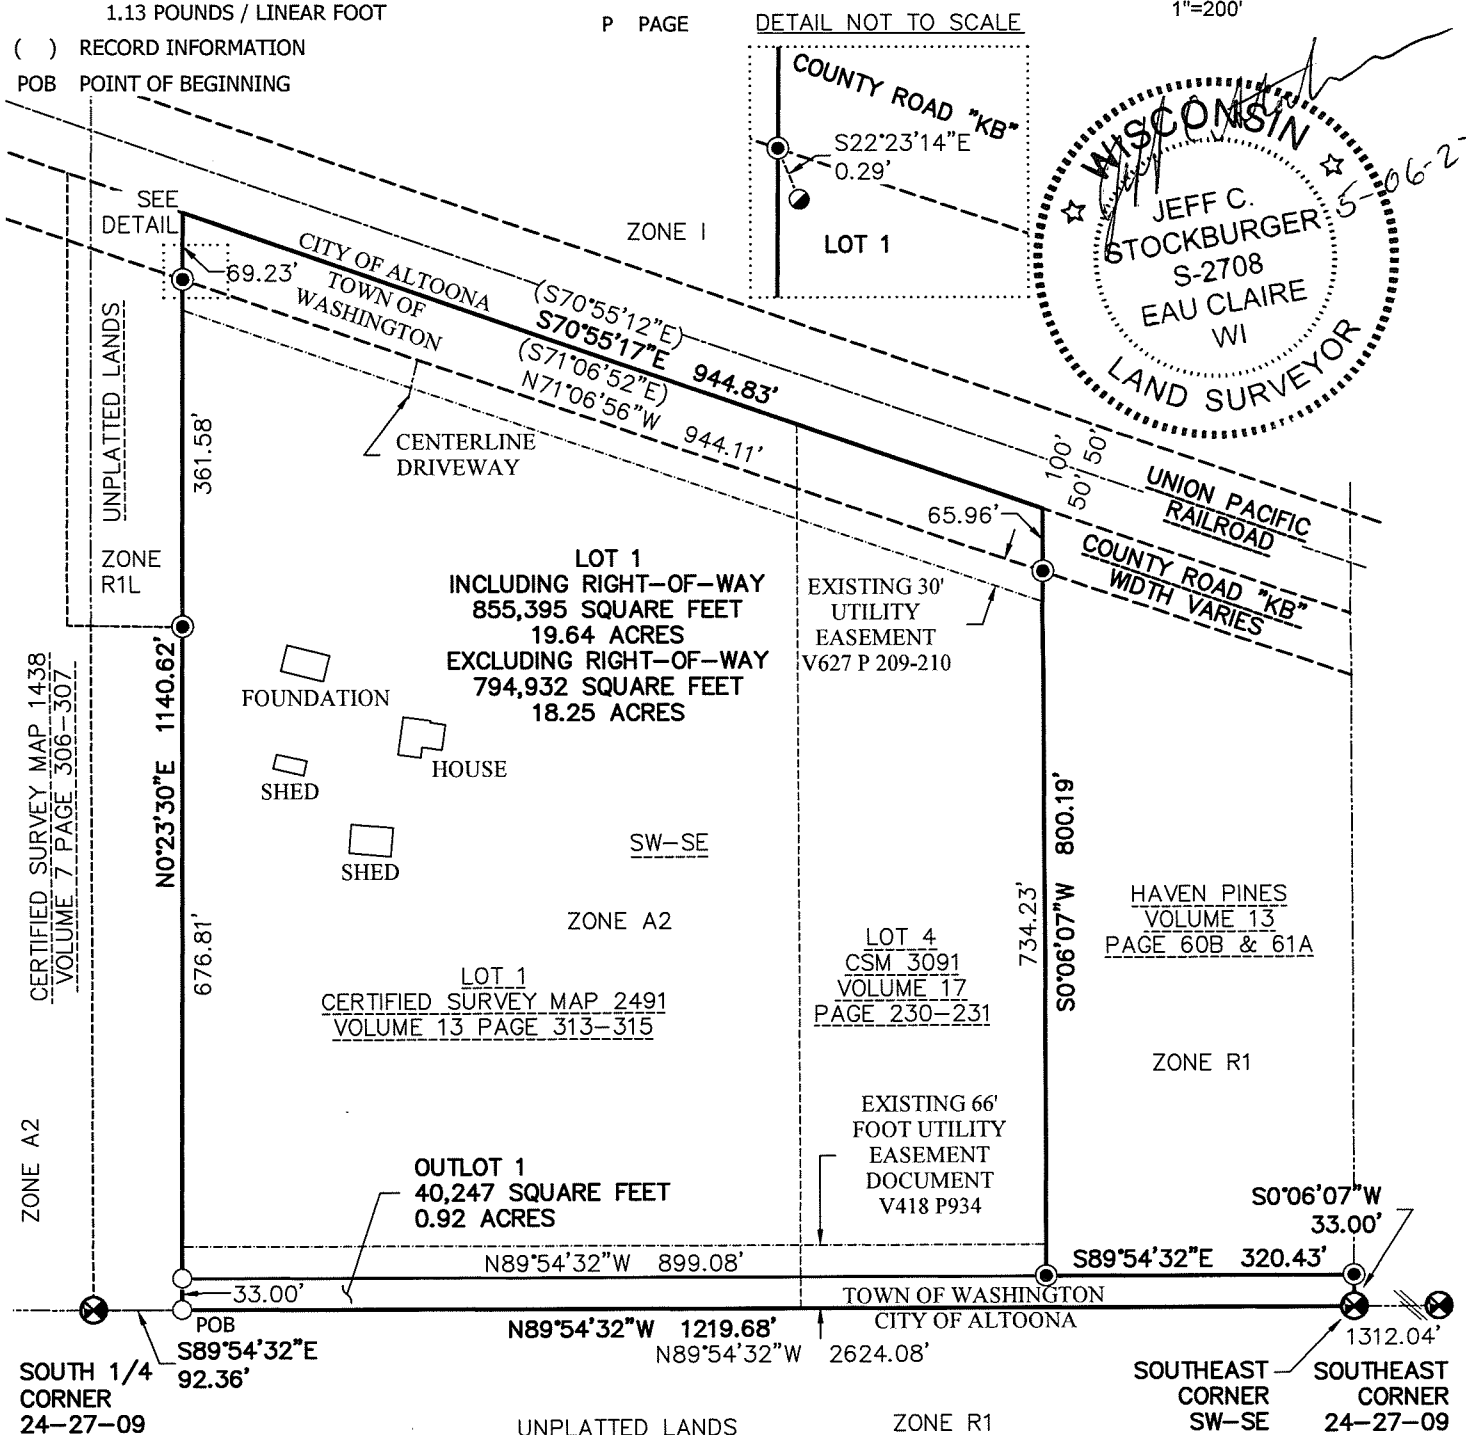 1.13 POUNDS / LINEAR FOOT
( ) RECORD INFORMATION
POB POINT OF BEGINNING
P PAGE
DETAIL NOT TO SCALE
1"=200'
COUNTY ROAD "KB"
S22°23'14"E
0.29'
LOT 1
WISCONSIN
JEFF C.
STOCKBURGER
S-2708
EAU CLAIRE
WI
LAND SURVEYOR
5-06-2
SEE
DETAIL
ZONE I
69.23'
CITY OF ALTOONA
TOWN OF
WASHINGTON
(S70°55'12"E)
S70°55'17"E 944.83'
(S71°06'52"E)
N71°06'56"W 944.11'
UNPLATTED LANDS
361.58'
CENTERLINE
DRIVEWAY
100'
50' 50'
UNION PACIFIC
RAILROAD
65.96'
COUNTY ROAD "KB"
WIDTH VARIES
ZONE
R1L
LOT 1
INCLUDING RIGHT-OF-WAY
855,395 SQUARE FEET
19.64 ACRES
EXCLUDING RIGHT-OF-WAY
794,932 SQUARE FEET
18.25 ACRES
EXISTING 30'
UTILITY
EASEMENT
V627 P 209-210
FOUNDATION
HOUSE
SHED
SHED
CERTIFIED SURVEY MAP 1438
VOLUME 7 PAGE 306-307
N0°23'30"E 1140.62'
676.81'
SW-SE
ZONE A2
LOT 1
CERTIFIED SURVEY MAP 2491
VOLUME 13 PAGE 313-315
LOT 4
CSM 3091
VOLUME 17
PAGE 230-231
734.23'
S0°06'07"W 800.19'
HAVEN PINES
VOLUME 13
PAGE 60B & 61A
ZONE R1
ZONE A2
EXISTING 66'
FOOT UTILITY
EASEMENT
DOCUMENT
V418 P934
OUTLOT 1
40,247 SQUARE FEET
0.92 ACRES
S0°06'07"W
33.00'
N89°54'32"W 899.08'
S89°54'32"E 320.43'
33.00'
TOWN OF WASHINGTON
CITY OF ALTOONA
POB
N89°54'32"W 1219.68'
N89°54'32"W 2624.08'
1312.04'
S89°54'32"E
92.36'
SOUTH 1/4
CORNER
24-27-09
SOUTHEAST
CORNER
SW-SE
SOUTHEAST
CORNER
24-27-09
UNPLATTED LANDS
ZONE R1